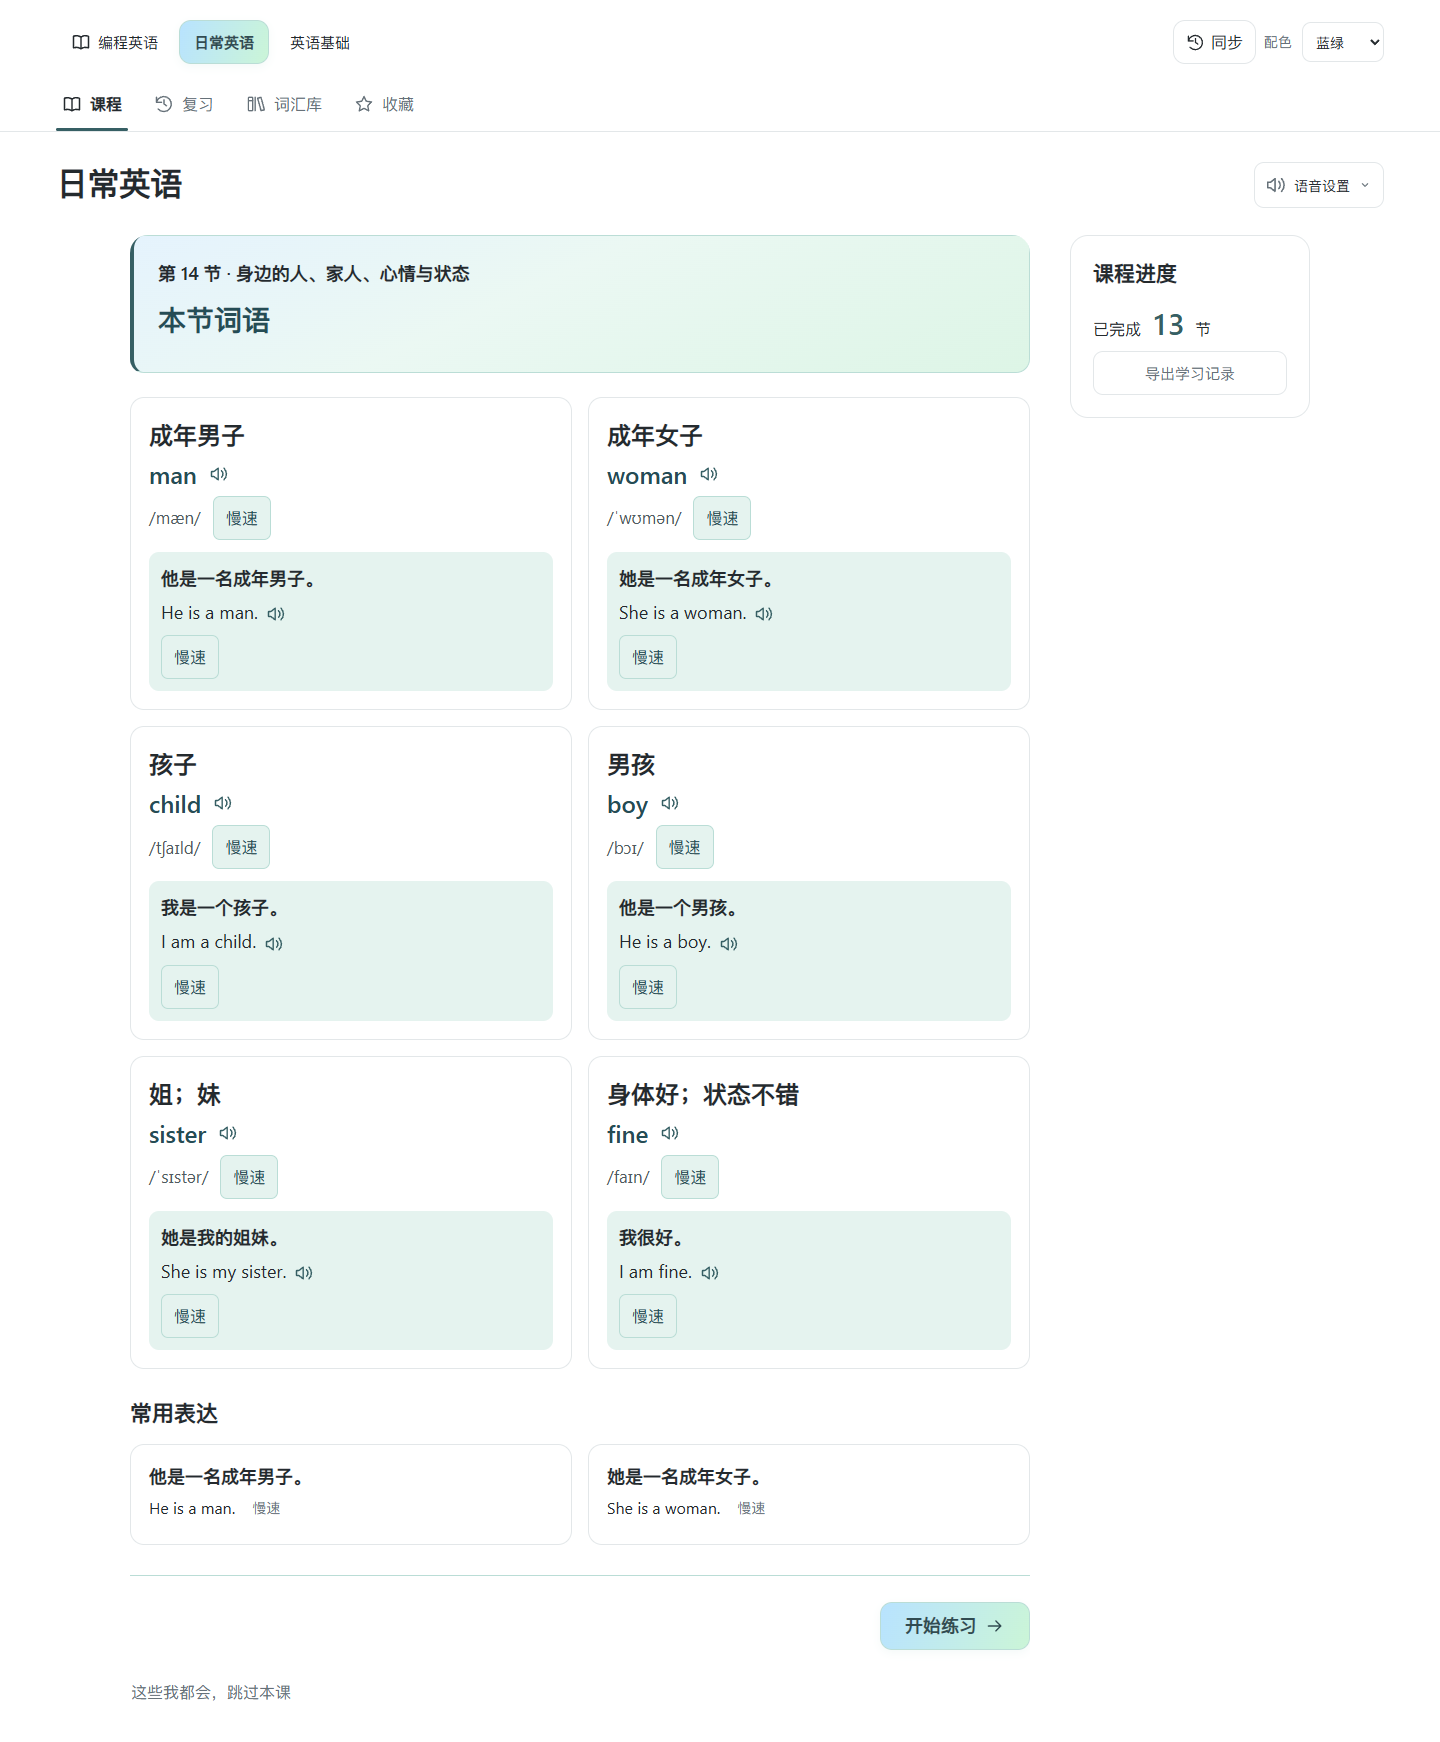 编程英语
日常英语
英语基础
同步
配色
蓝绿
课程
复习
词汇库
收藏
日常英语
语音设置
第 14 节 · 身边的人、家人、心情与状态
本节词语
课程进度
已完成 13 节
导出学习记录
成年男子
man
/mæn/ 慢速
他是一名成年男子。
He is a man.
慢速
成年女子
woman
/ˈwʊmən/ 慢速
她是一名成年女子。
She is a woman.
慢速
孩子
child
/tʃaɪld/ 慢速
我是一个孩子。
I am a child.
慢速
男孩
boy
/bɔɪ/ 慢速
他是一个男孩。
He is a boy.
慢速
姐；妹
sister
/ˈsɪstər/ 慢速
她是我的姐妹。
She is my sister.
慢速
身体好；状态不错
fine
/faɪn/ 慢速
我很好。
I am fine.
慢速
常用表达
他是一名成年男子。
He is a man. 慢速
她是一名成年女子。
She is a woman. 慢速
开始练习
这些我都会，跳过本课